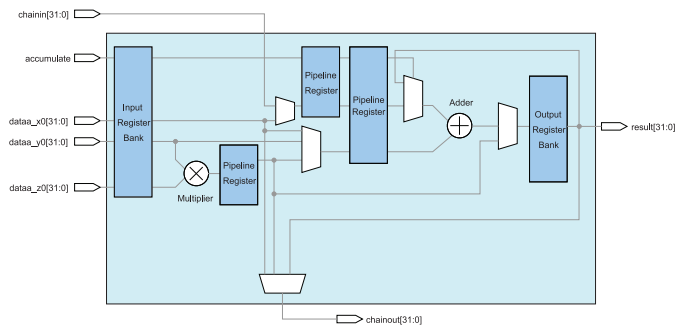 chainin[31:0]
accumulate
dataa_x0[31:0]
dataa_y0[31:0]
dataa_z0[31:0]
Input
Register
Bank
Multiplier
Pipeline
Register
Pipeline
Register
Pipeline
Register
Adder
Output
Register
Bank
result[31:0]
chainout[31:0]